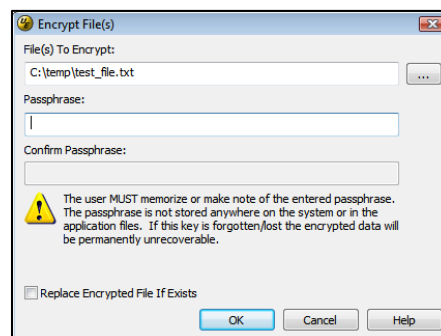 Encrypt File(s)
File(s) To Encrypt:
C:\temp\test_file.txt
...
Passphrase:
Confirm Passphrase:
The user MUST memorize or make note of the entered passphrase.
The passphrase is not stored anywhere on the system or in the
application files. If this key is forgotten/lost the encrypted data will
be permanently unrecoverable.
Replace Encrypted File If Exists
OK
Cancel
Help